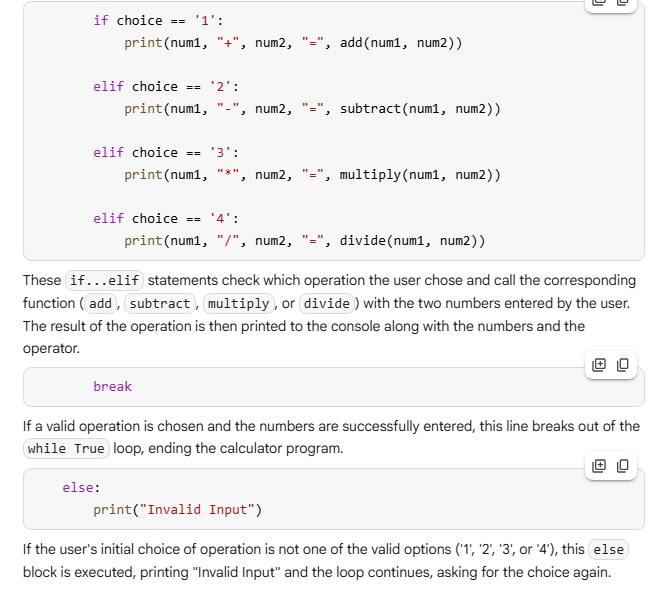 if choice == '1':
print(num1, "+", num2, "=", add(num1, num2))
elif choice == '2':
print(num1, "-", num2, "=", subtract(num1, num2))
elif choice == '3':
print(num1, "*", num2, "=", multiply(num1, num2))
elif choice == '4':
print(num1, "/", num2, "=", divide(num1, num2))
These if...elif statements check which operation the user chose and call the corresponding
function ( add , subtract , multiply , or divide ) with the two numbers entered by the user.
The result of the operation is then printed to the console along with the numbers and the
operator.
break
If a valid operation is chosen and the numbers are successfully entered, this line breaks out of the
while True loop, ending the calculator program.
else:
print("Invalid Input")
If the user's initial choice of operation is not one of the valid options ('1', '2', '3', or '4'), this else
block is executed, printing "Invalid Input" and the loop continues, asking for the choice again.